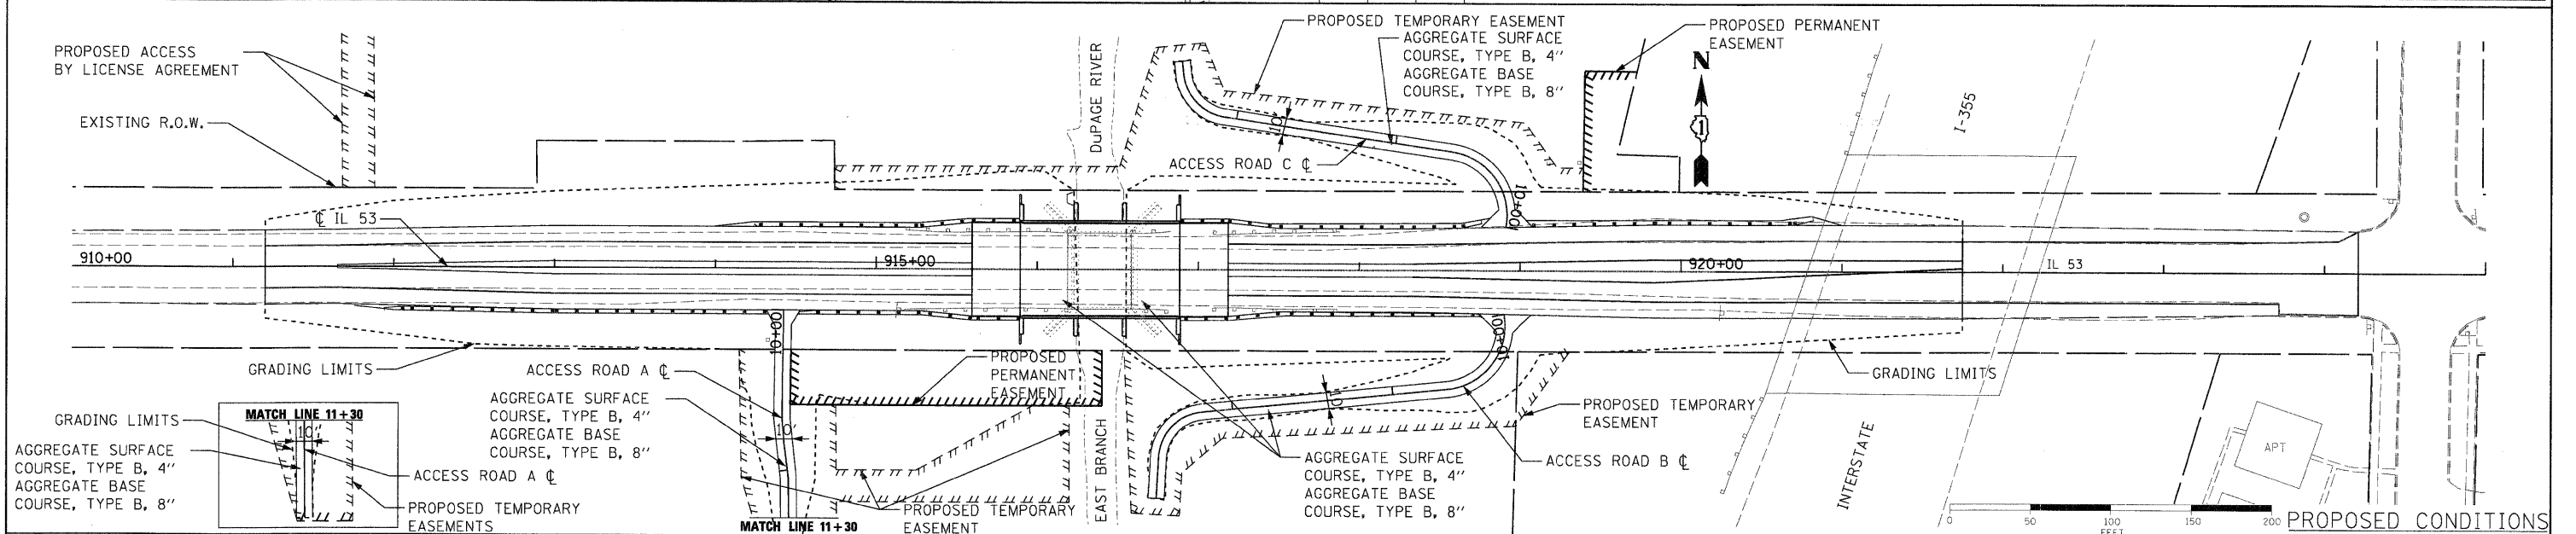 PROPOSED ACCESS
BY LICENSE AGREEMENT
EXISTING R.O.W.
℄ IL 53
910+00
915+00
920+00
IL 53
DuPAGE RIVER
PROPOSED TEMPORARY EASEMENT
AGGREGATE SURFACE
COURSE, TYPE B, 4"
AGGREGATE BASE
COURSE, TYPE B, 8"
PROPOSED PERMANENT
EASEMENT
N
1
I-355
10'
ACCESS ROAD C ℄
10+00
GRADING LIMITS
10+00
ACCESS ROAD A ℄
AGGREGATE SURFACE
COURSE, TYPE B, 4"
AGGREGATE BASE
COURSE, TYPE B, 8"
10'
MATCH LINE 11+30
PROPOSED
PERMANENT
EASEMENT
PROPOSED TEMPORARY
EASEMENT
EAST BRANCH
10+00
10'
ACCESS ROAD B ℄
AGGREGATE SURFACE
COURSE, TYPE B, 4"
AGGREGATE BASE
COURSE, TYPE B, 8"
PROPOSED TEMPORARY
EASEMENT
GRADING LIMITS
INTERSTATE
APT
MATCH LINE 11+30
GRADING LIMITS
10'
AGGREGATE SURFACE
COURSE, TYPE B, 4"
AGGREGATE BASE
COURSE, TYPE B, 8"
ACCESS ROAD A ℄
PROPOSED TEMPORARY
EASEMENTS
0 50 100 150 200
FEET
PROPOSED CONDITIONS